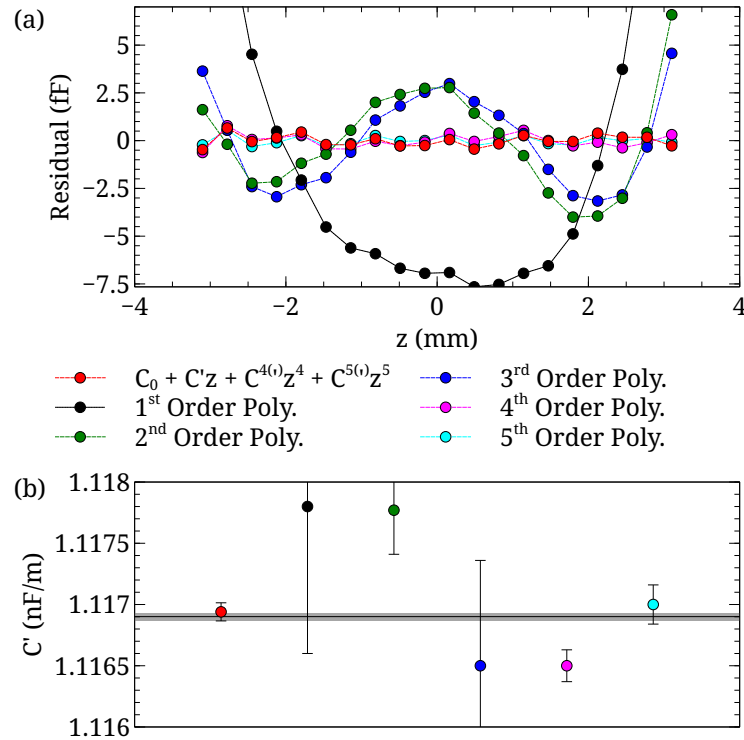 (a)
Residual (fF)
5
2.5
0
−2.5
−5
−7.5
−4 −2 0 2 4
z (mm)
C₀ + C'z + C⁴⁽'⁾z⁴ + C⁵⁽'⁾z⁵
1ˢᵗ Order Poly.
2ⁿᵈ Order Poly.
3ʳᵈ Order Poly.
4ᵗʰ Order Poly.
5ᵗʰ Order Poly.
(b)
C' (nF/m)
1.118
1.1175
1.117
1.1165
1.116